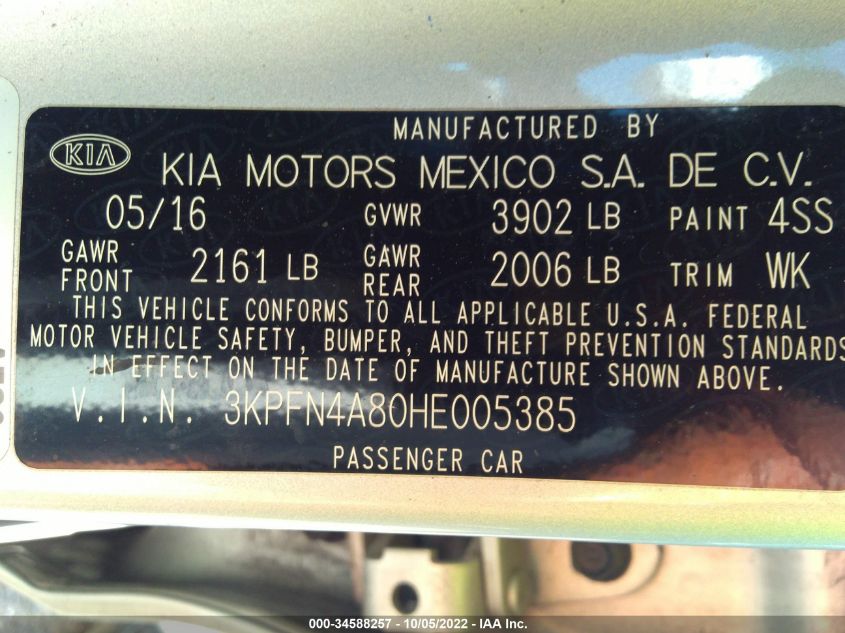 MANUFACTURED BY
KIA KIA MOTORS MEXICO S.A. DE C.V.
05/16 GVWR 3902 LB PAINT 4SS
GAWR FRONT 2161 LB GAWR REAR 2006 LB TRIM WK
THIS VEHICLE CONFORMS TO ALL APPLICABLE U.S.A. FEDERAL
MOTOR VEHICLE SAFETY, BUMPER, AND THEFT PREVENTION STANDARDS
IN EFFECT ON THE DATE OF MANUFACTURE SHOWN ABOVE.
V.I.N. 3KPFN4A80HE005385
PASSENGER CAR
000-34588257 - 10/05/2022 - IAA Inc.